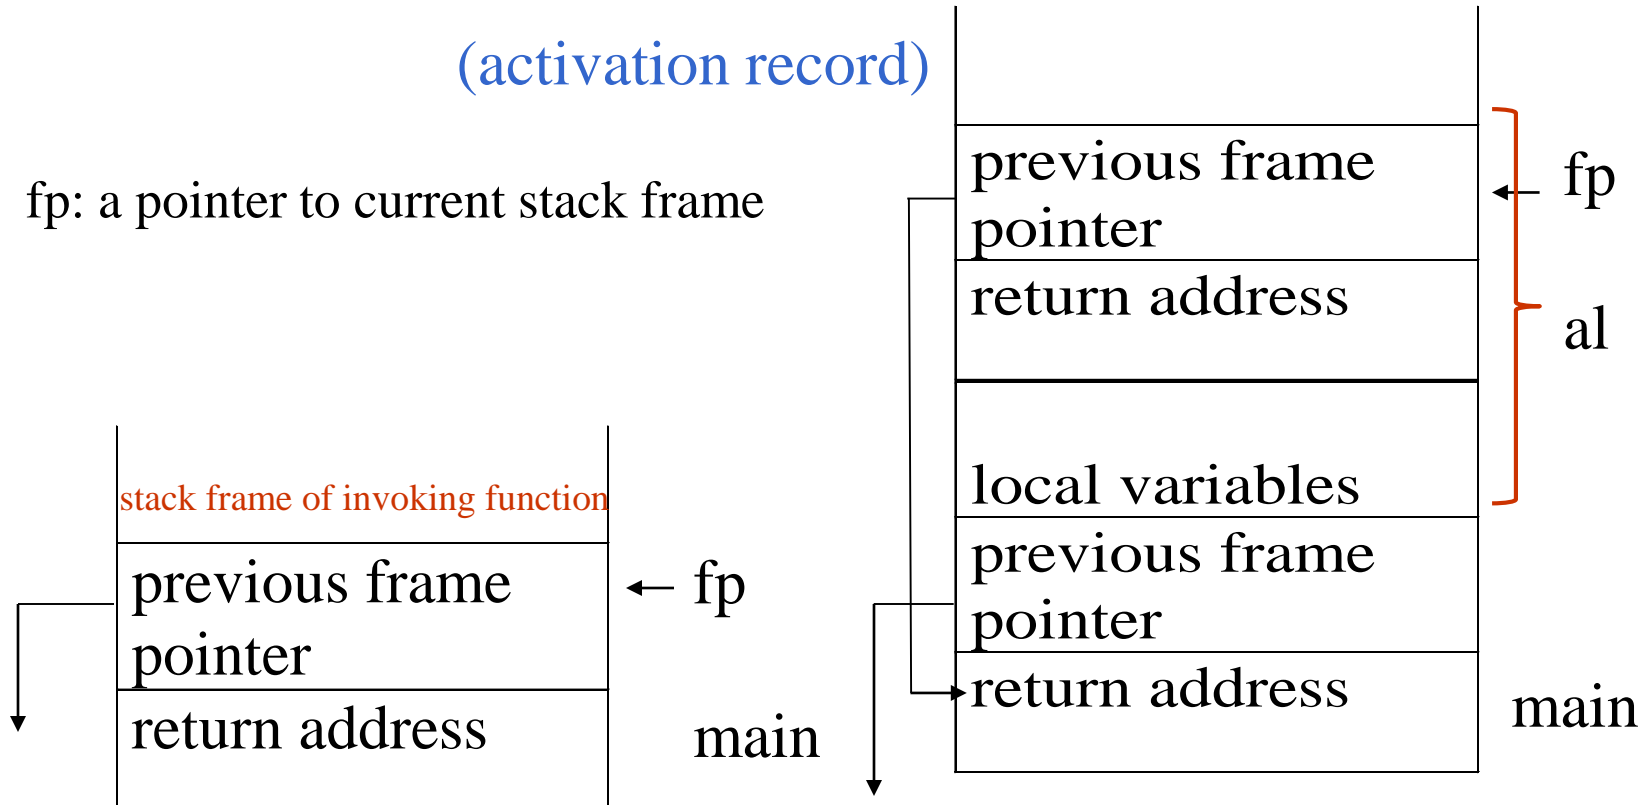 (activation record)
fp: a pointer to current stack frame
stack frame of invoking function
previous frame
pointer
return address
fp
main
previous frame
pointer
return address
local variables
previous frame
pointer
return address
fp
al
main